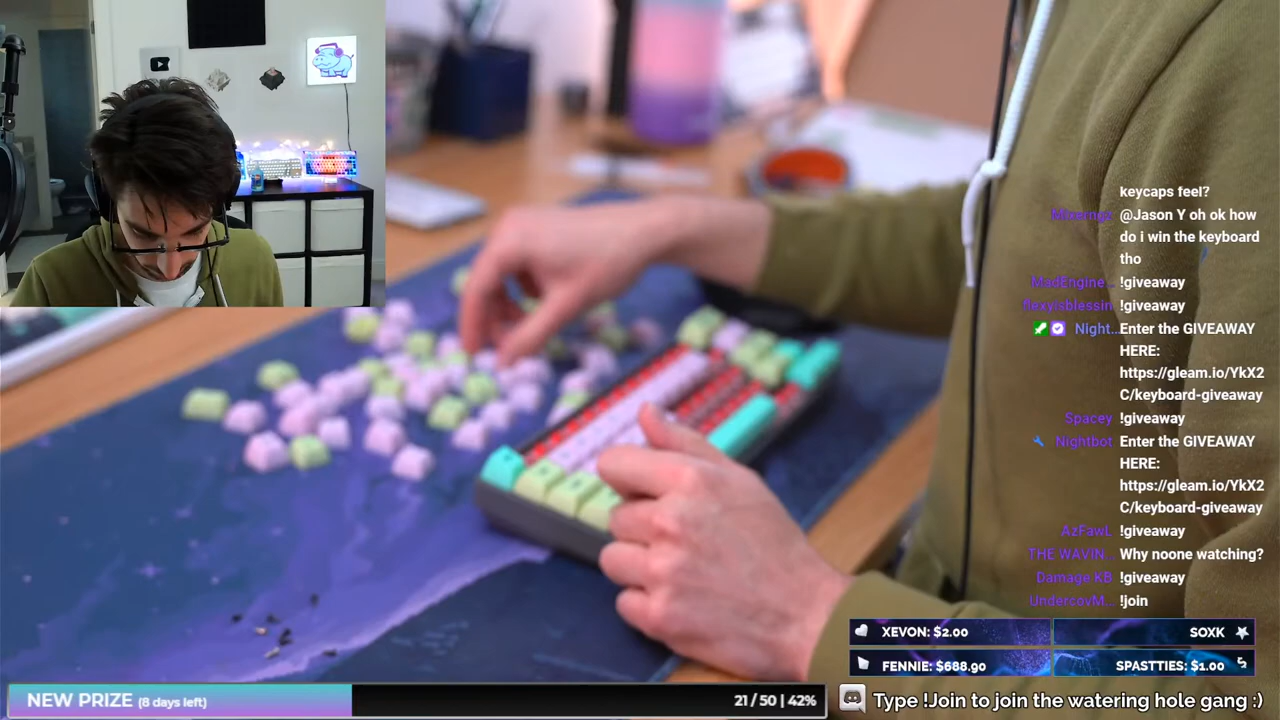 keycaps feel?
@Jason Y oh ok how
do i win the keyboard
tho
MadEngine... !giveaway
flexyisblessin !giveaway
Night... Enter the GIVEAWAY
HERE:
https://gleam.io/YkX2
C/keyboard-giveaway
Spacey !giveaway
Nightbot Enter the GIVEAWAY
HERE:
https://gleam.io/YkX2
C/keyboard-giveaway
AzFawL !giveaway
THE WAVIN... Why noone watching?
Damage KB !giveaway
UndercovM... !join
XEVON: $2.00
SOXK
FENNIE: $688.90
SPASTTIES: $1.00
NEW PRIZE (8 days left)
21 / 50 | 42%
Type !Join to join the watering hole gang :)